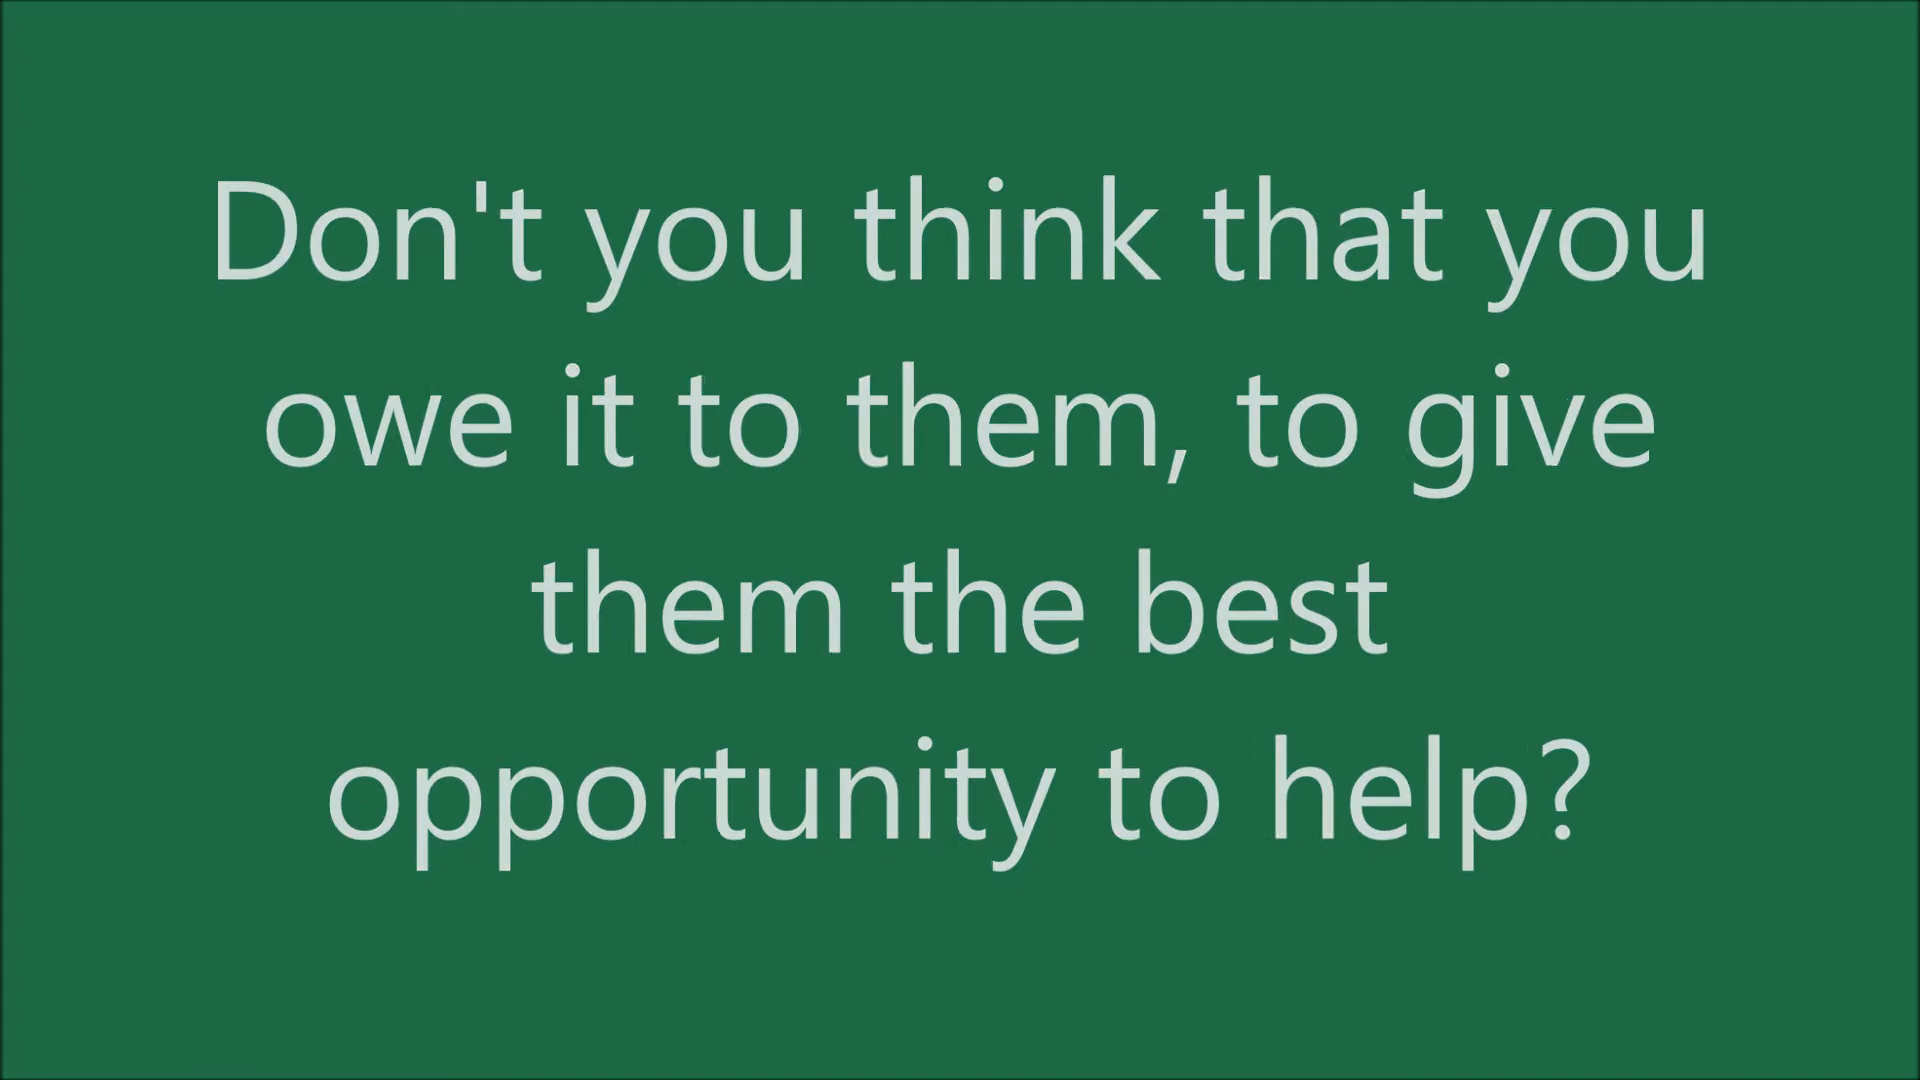 Don't you think that you
owe it to them, to give
them the best
opportunity to help?